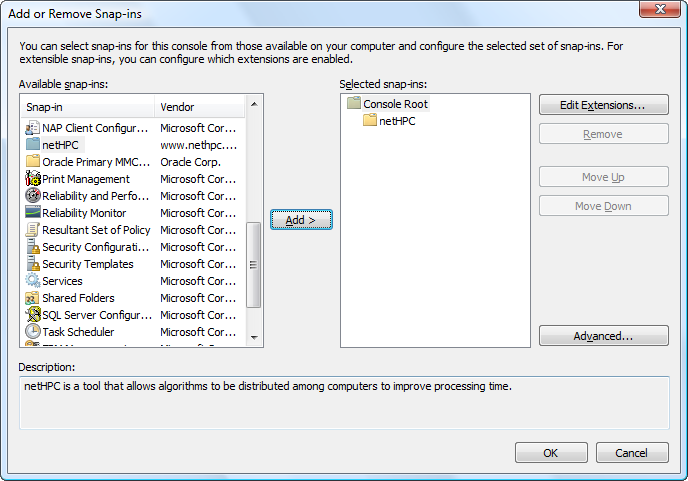 Add or Remove Snap-ins
You can select snap-ins for this console from those available on your computer and configure the selected set of snap-ins. For
extensible snap-ins, you can configure which extensions are enabled.
Available snap-ins:
Snap-in Vendor
NAP Client Configur... Microsoft Cor...
netHPC www.nethpc....
Oracle Primary MMC... Oracle Corp.
Print Management Microsoft Cor...
Reliability and Perfo... Microsoft Cor...
Reliability Monitor Microsoft Cor...
Resultant Set of Policy Microsoft Cor...
Security Configurati... Microsoft Cor...
Security Templates Microsoft Cor...
Services Microsoft Cor...
Shared Folders Microsoft Cor...
SQL Server Configur... Microsoft Cor...
Task Scheduler Microsoft Cor...
Add >
Selected snap-ins:
Console Root
netHPC
Edit Extensions...
Remove
Move Up
Move Down
Advanced...
Description:
netHPC is a tool that allows algorithms to be distributed among computers to improve processing time.
OK
Cancel